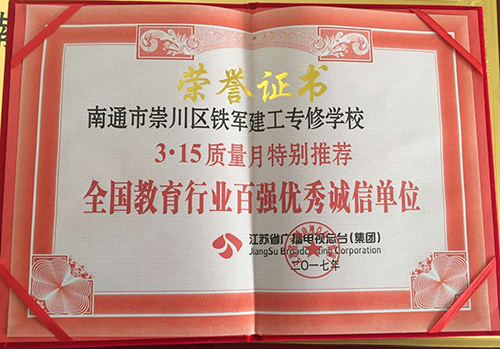 荣誉证书
南通市崇川区铁军建工专修学校
3·15质量月特别推荐
全国教育行业百强优秀诚信单位
江苏省广播电视总台(集团)
JiangSu Broadcasting Corporation
二〇一七年